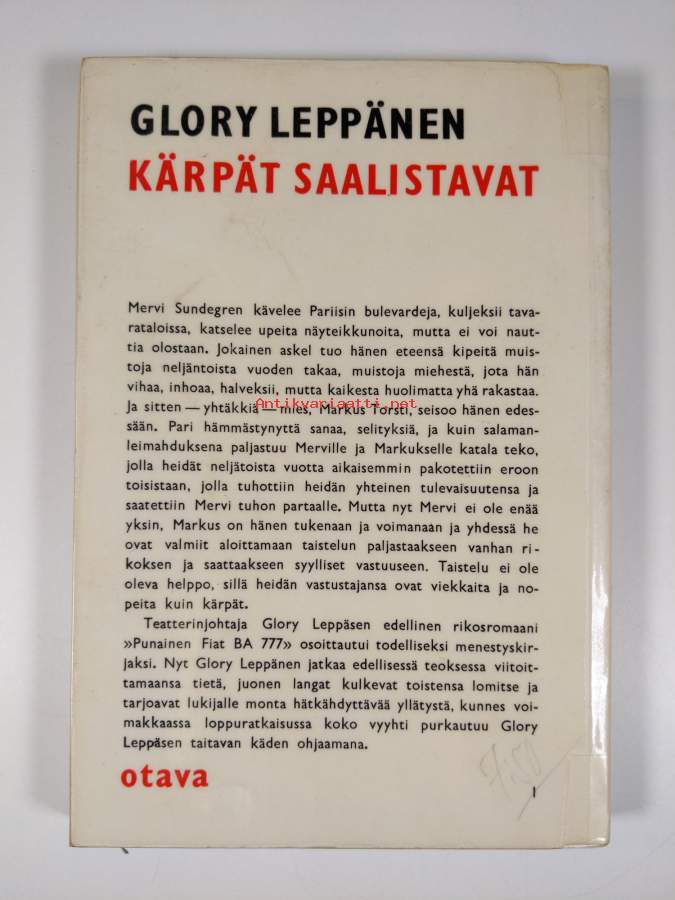 GLORY LEPPÄNEN
KÄRPÄT SAALISTAVAT
Mervi Sundegren kävelee Pariisin bulevardeja, kuljeksii tava-
rataloissa, katselee upeita näyteikkunoita, mutta ei voi naut-
tia olostaan. Jokainen askel tuo hänen eteensä kipeitä muis-
toja neljäntoista vuoden takaa, muistoja miehestä, jota hän
vihaa, inhoaa, halveksii, mutta kaikesta huolimatta yhä rakastaa.
Antikvariaatti.net
Ja sitten — yhtäkkiä — mies, Markus Torsti, seisoo hänen edes-
sään. Pari hämmästynyttä sanaa, selityksiä, ja kuin salaman-
leimahduksena paljastuu Merville ja Markukselle katala teko,
jolla heidät neljätoista vuotta aikaisemmin pakotettiin eroon
toisistaan, jolla tuhottiin heidän yhteinen tulevaisuutensa ja
saatettiin Mervi tuhon partaalle. Mutta nyt Mervi ei ole enää
yksin, Markus on hänen tukenaan ja voimanaan ja yhdessä he
ovat valmiit aloittamaan taistelun paljastaakseen vanhan ri-
koksen ja saattaakseen syylliset vastuuseen. Taistelu ei ole
oleva helppo, sillä heidän vastustajansa ovat viekkaita ja no-
peita kuin kärpät.
Teatterinjohtaja Glory Leppäsen edellinen rikosromaani
»Punainen Fiat BA 777» osoittautui todelliseksi menestyskir-
jaksi. Nyt Glory Leppänen jatkaa edellisessä teoksessa viitoit-
tamaansa tietä, juonen langat kulkevat toistensa lomitse ja
tarjoavat lukijalle monta hätkähdyttävää yllätystä, kunnes voi-
makkaassa loppuratkaisussa koko vyyhti purkautuu Glory
Leppäsen taitavan käden ohjaamana.
otava
I